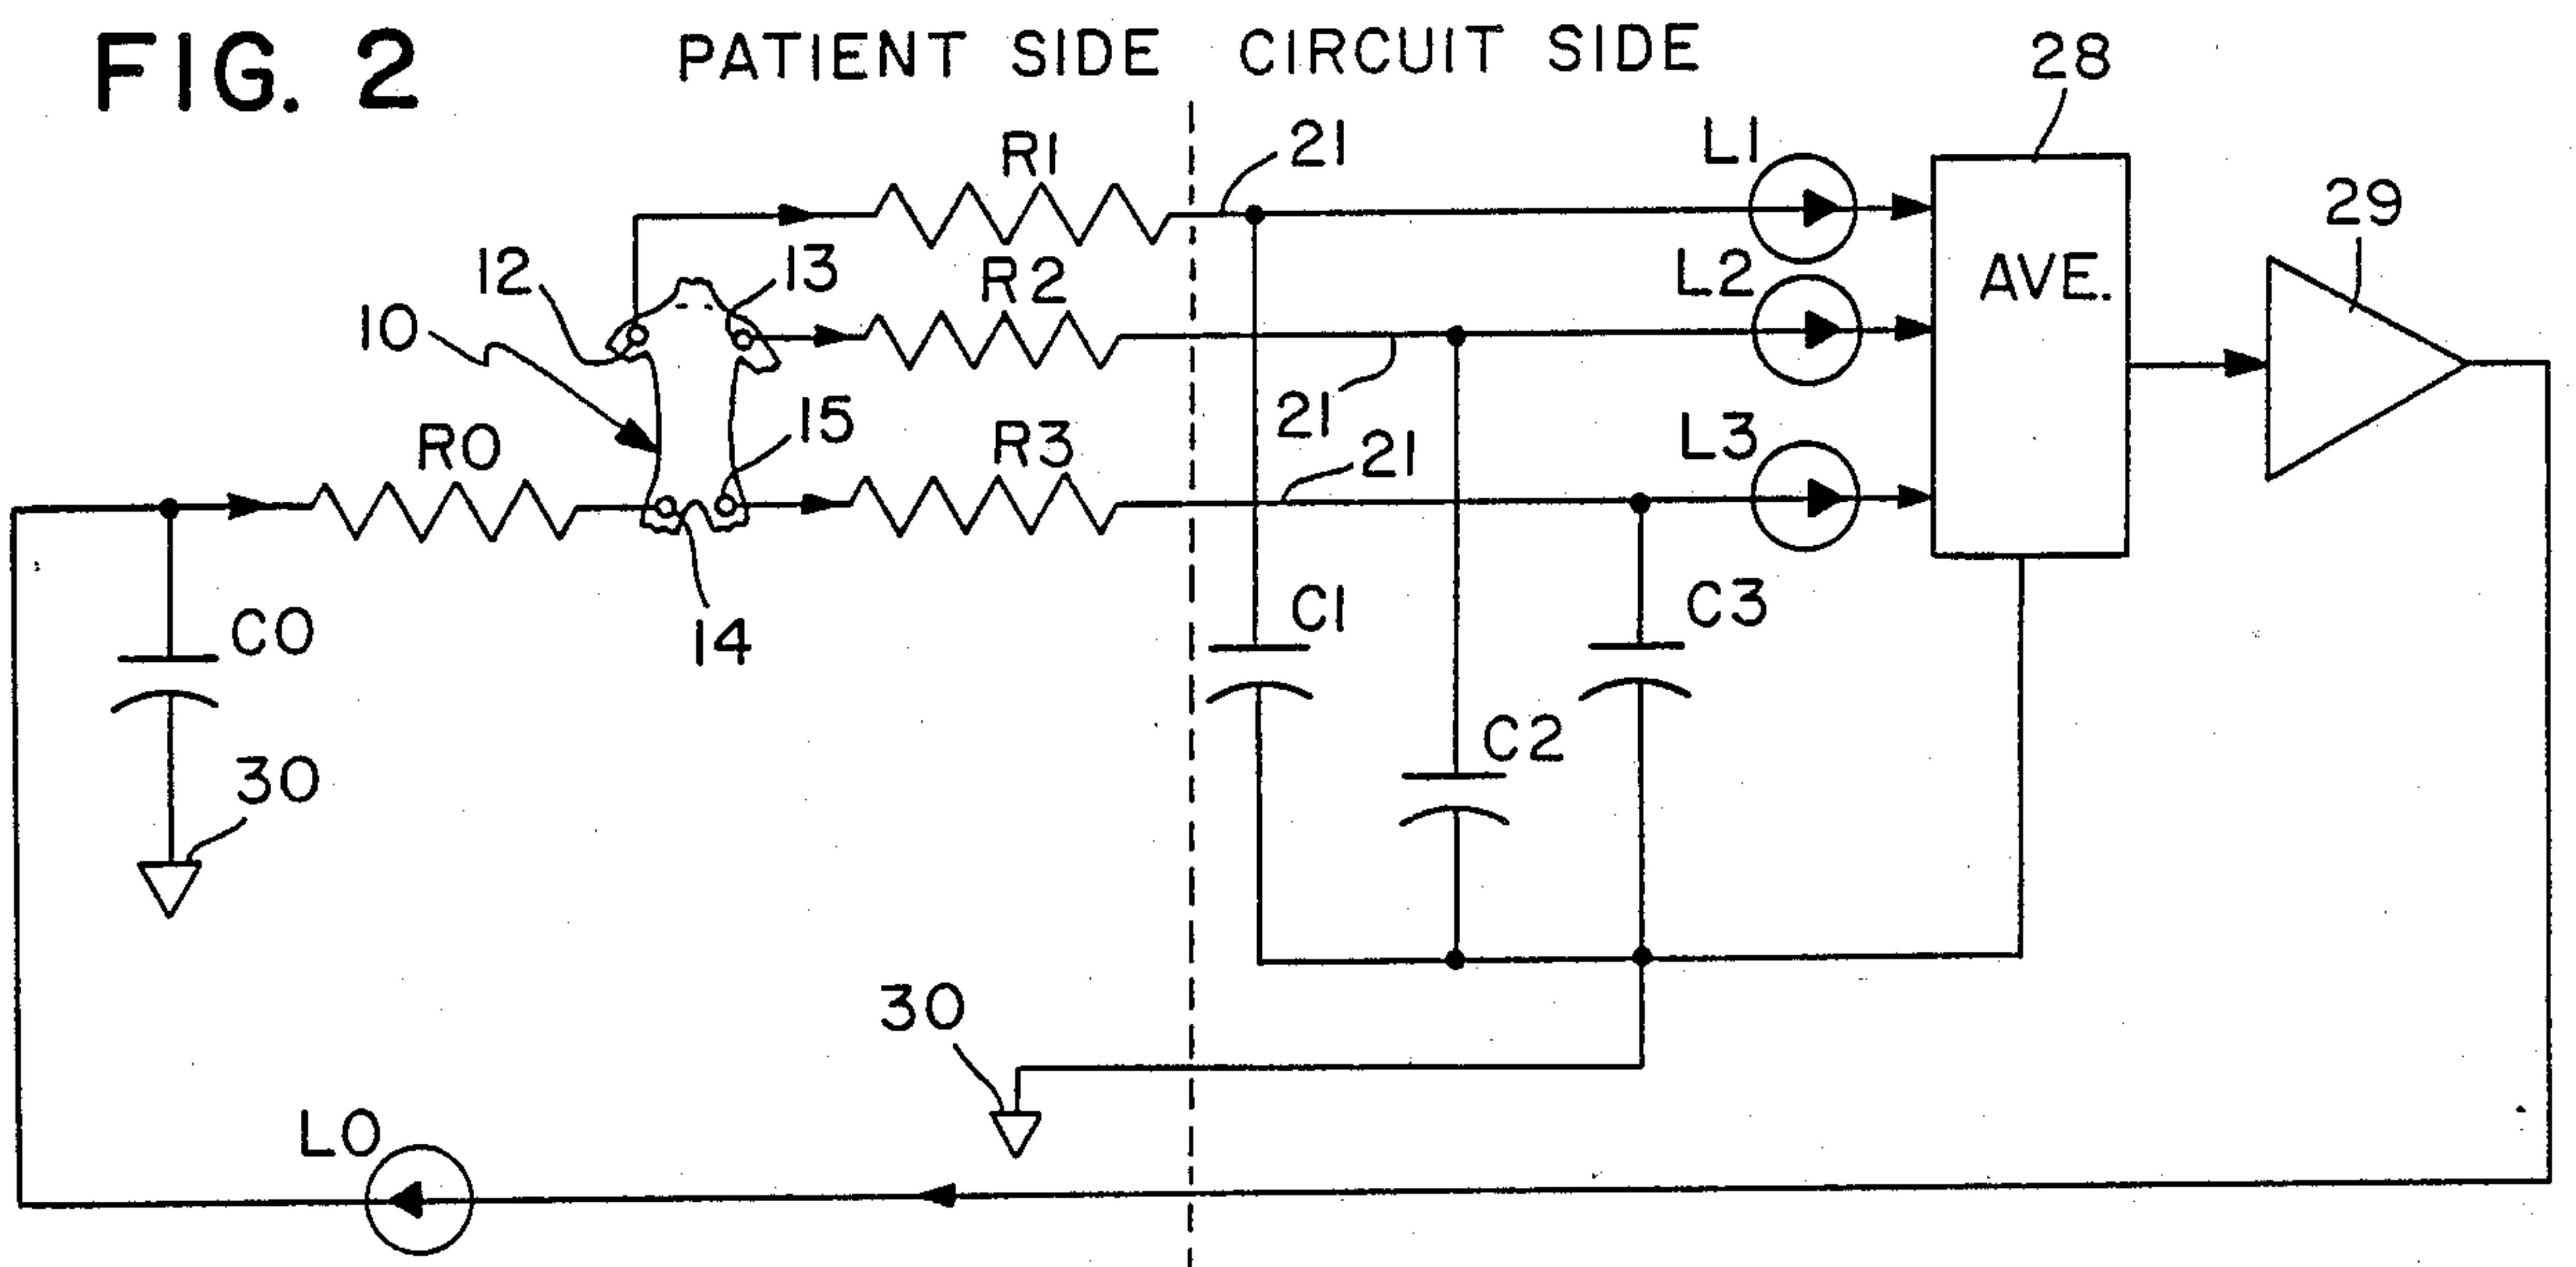 FIG. 2
PATIENT SIDE
CIRCUIT SIDE
28
R1
21
L1
29
12
13
R2
L2
AVE.
10
15
21
R0
R3
21
L3
14
C0
C1
C3
30
C2
30
L0